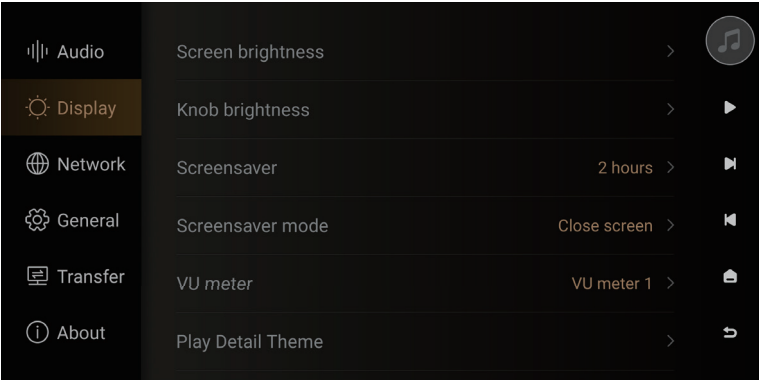 Audio
Display
Network
General
Transfer
About
Screen brightness
Knob brightness
Screensaver 2 hours
Screensaver mode Close screen
VU meter VU meter 1
Play Detail Theme